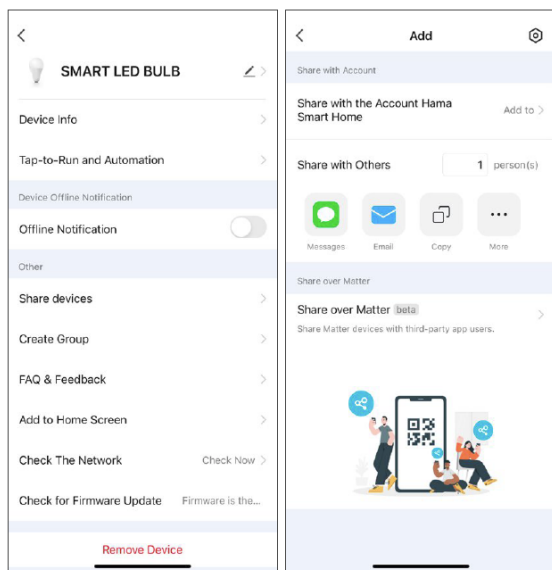 SMART LED BULB
Device Info
Tap-to-Run and Automation
Device Offline Notification
Offline Notification
Other
Share devices
Create Group
FAQ & Feedback
Add to Home Screen
Check The Network Check Now
Check for Firmware Update Firmware is the...
Remove Device
Add
Share with Account
Share with the Account Hama
Smart Home
Add to
Share with Others 1 person(s)
Messages Email Copy More
Share over Matter
Share over Matter beta
Share Matter devices with third-party app users.